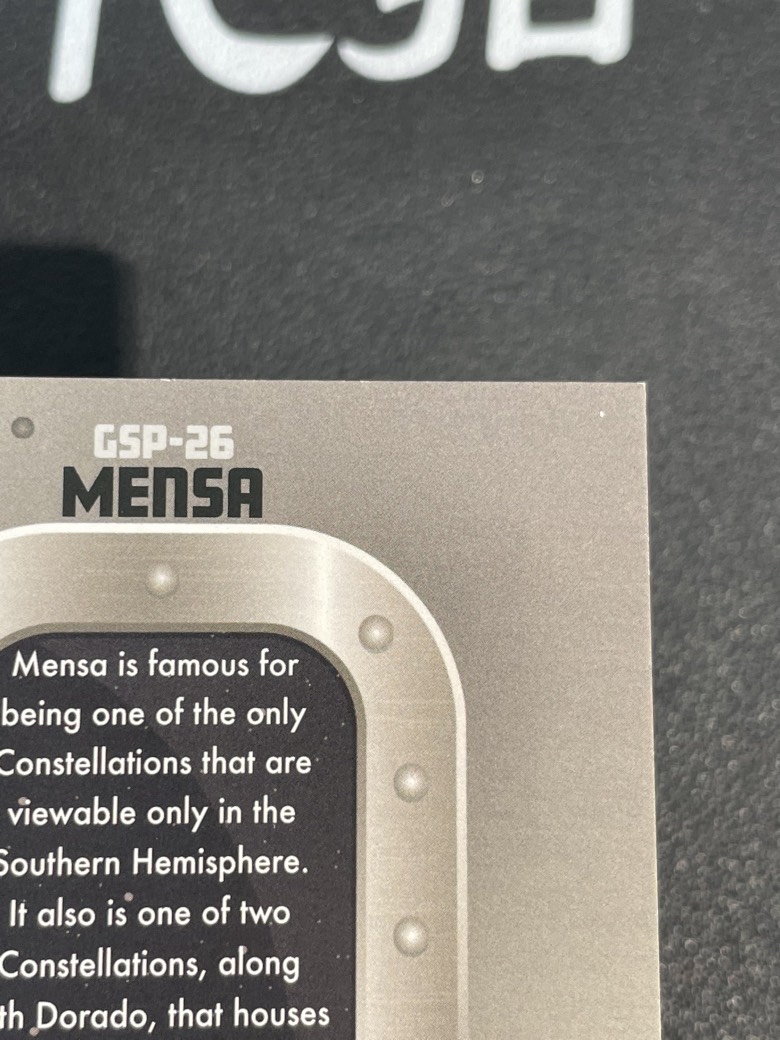 GSP-26
MENSA
Mensa is famous for
being one of the only
Constellations that are
viewable only in the
Southern Hemisphere.
It also is one of two
Constellations, along
Dorado, that houses